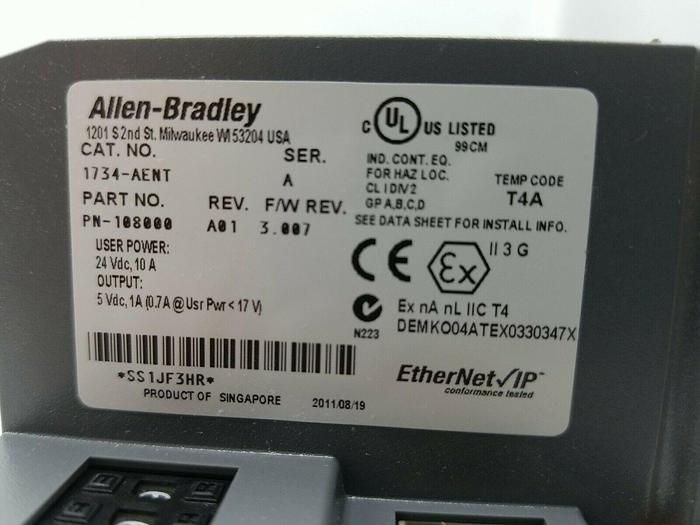 Allen-Bradley
1201 S 2nd St. Milwaukee WI 53204 USA
CAT. NO. SER.
1734-AENT A
PART NO. REV. F/W REV.
PN-108000 A01 3.007
USER POWER:
24 Vdc, 10 A
OUTPUT:
5 Vdc, 1A (0.7A @ Usr Pwr < 17 V)
*SS1JF3HR*
PRODUCT OF SINGAPORE 2011/08/19
C UL US LISTED
99CM
IND. CONT. EQ.
FOR HAZ LOC.
CL I DIV 2
GP A,B,C,D
TEMP CODE
T4A
SEE DATA SHEET FOR INSTALL INFO.
CE Ex II 3 G
N223
Ex nA nL IIC T4
DEMKO04ATEX0330347X
EtherNet/IP
conformance tested